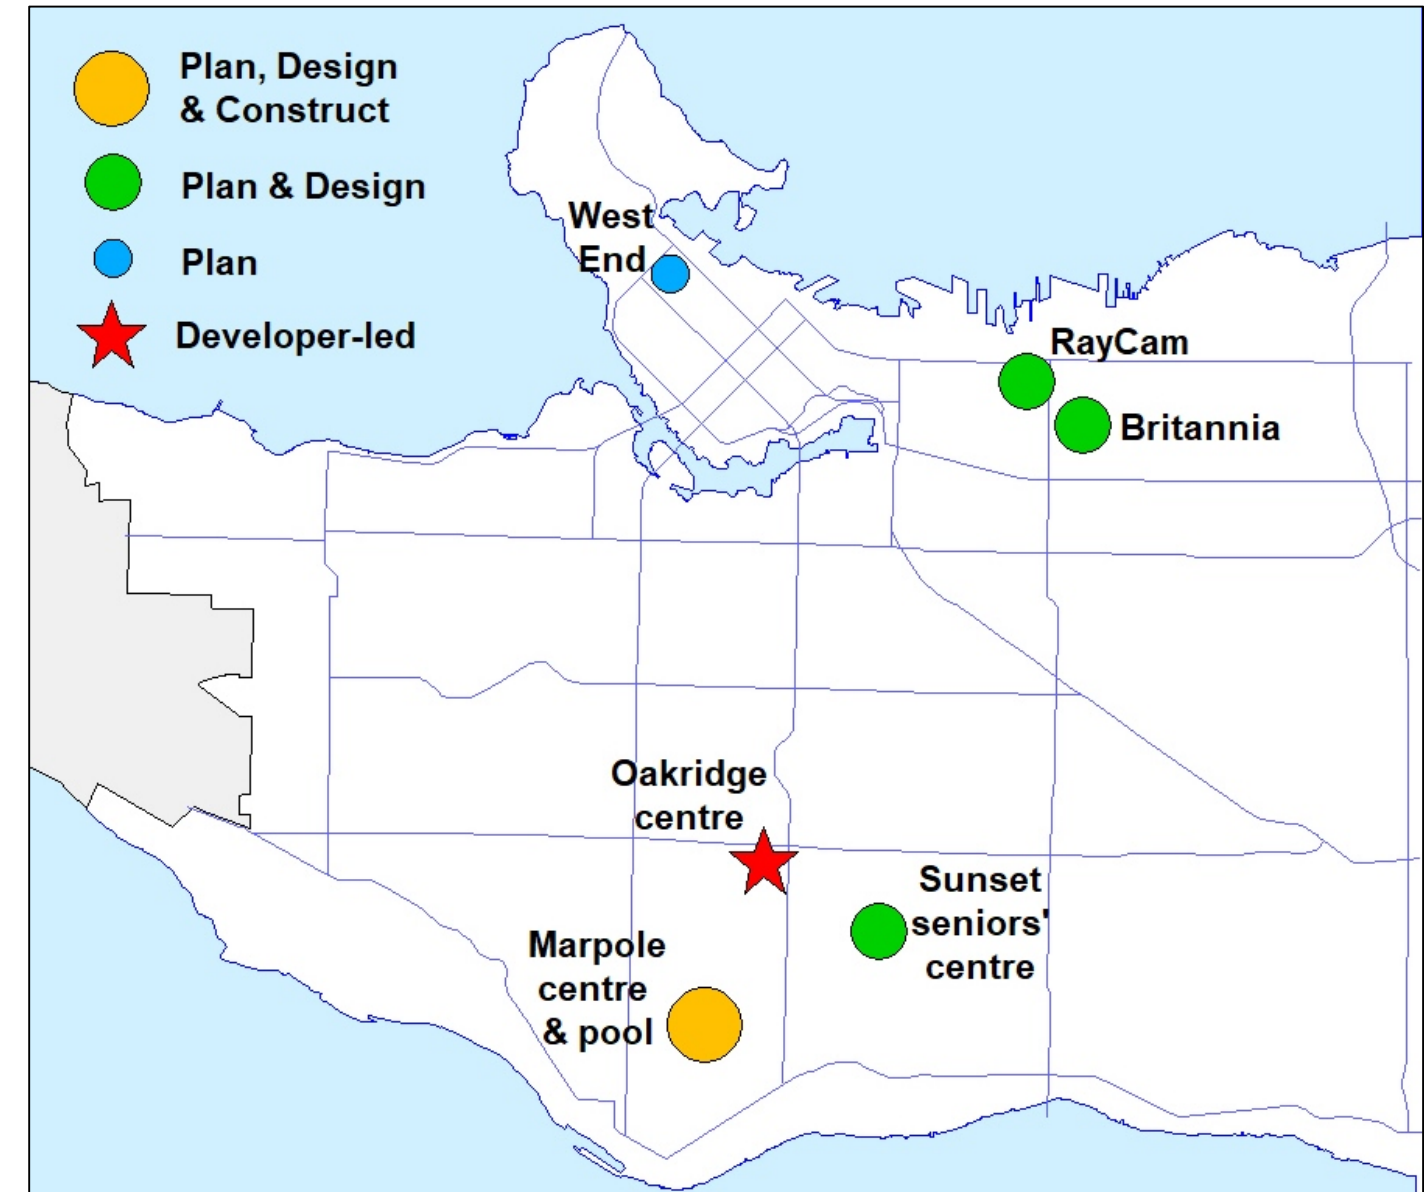 Plan, Design
& Construct
Plan & Design
Plan
Developer-led
West
End
RayCam
Britannia
Oakridge
centre
Sunset
seniors'
centre
Marpole
centre
& pool